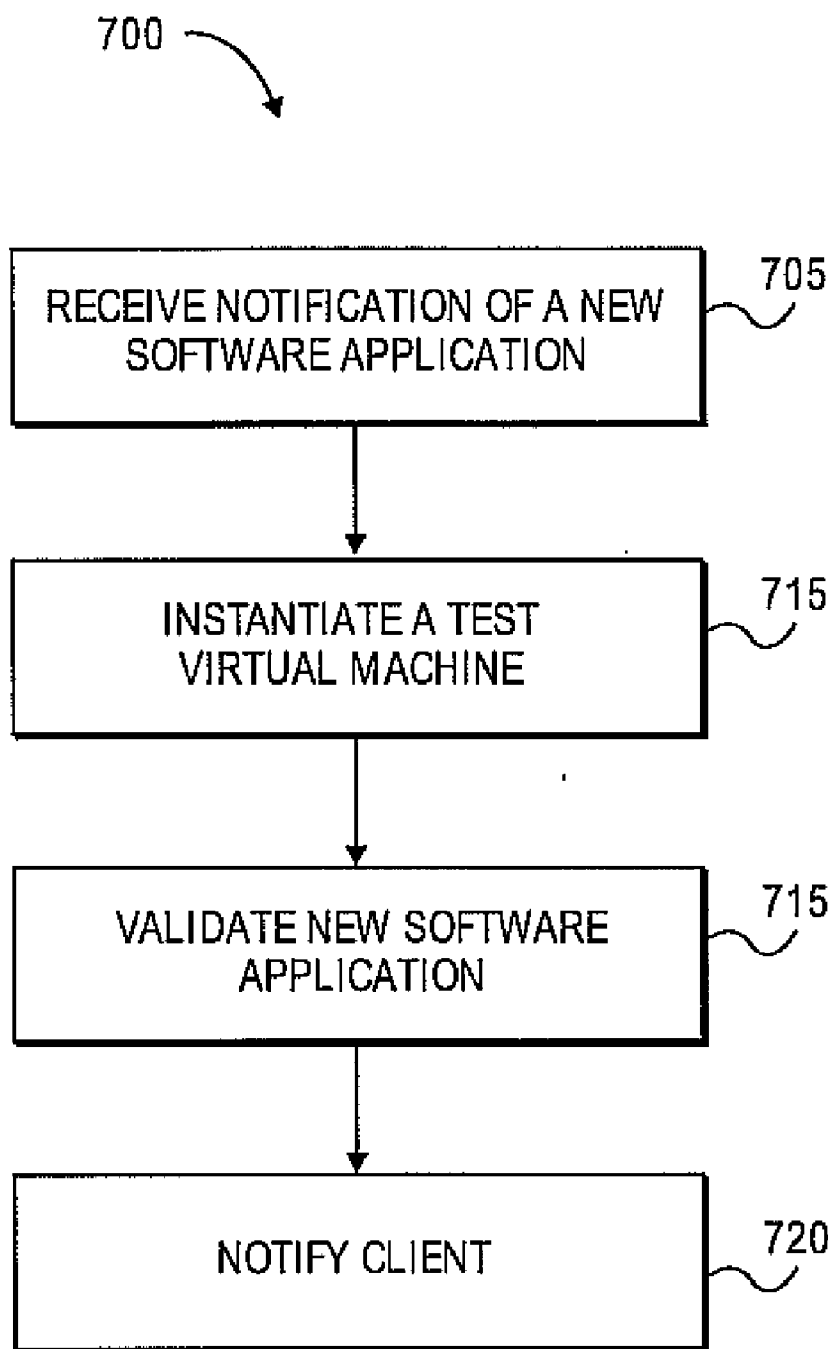 700
RECEIVE NOTIFICATION OF A NEW
SOFTWARE APPLICATION
705
INSTANTIATE A TEST
VIRTUAL MACHINE
715
VALIDATE NEW SOFTWARE
APPLICATION
715
NOTIFY CLIENT
720